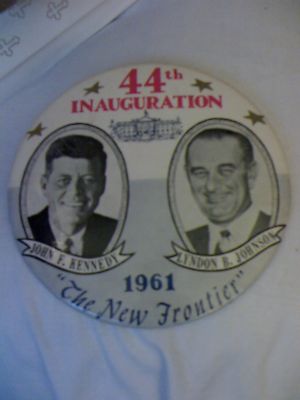 44th
INAUGURATION
JOHN F. KENNEDY
LYNDON B. JOHNSON
1961
"The New Frontier"